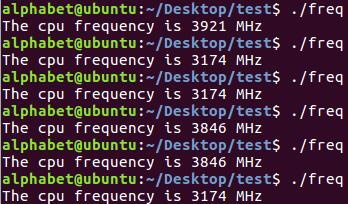 alphabet@ubuntu:~/Desktop/test$ ./freq
The cpu frequency is 3921 MHz
alphabet@ubuntu:~/Desktop/test$ ./freq
The cpu frequency is 3174 MHz
alphabet@ubuntu:~/Desktop/test$ ./freq
The cpu frequency is 3174 MHz
alphabet@ubuntu:~/Desktop/test$ ./freq
The cpu frequency is 3846 MHz
alphabet@ubuntu:~/Desktop/test$ ./freq
The cpu frequency is 3846 MHz
alphabet@ubuntu:~/Desktop/test$ ./freq
The cpu frequency is 3174 MHz